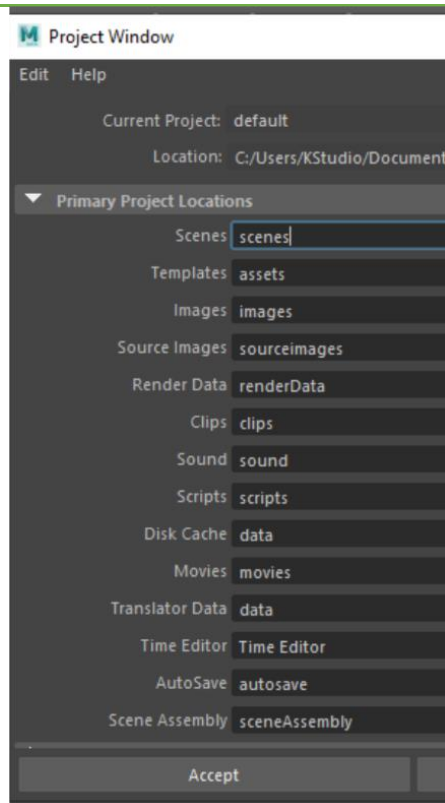 Project Window
Edit Help
Current Project: default
Location: C:/Users/KStudio/Document
Primary Project Locations
Scenes scenes
Templates assets
Images images
Source Images sourceimages
Render Data renderData
Clips clips
Sound sound
Scripts scripts
Disk Cache data
Movies movies
Translator Data data
Time Editor Time Editor
AutoSave autosave
Scene Assembly sceneAssembly
Accept